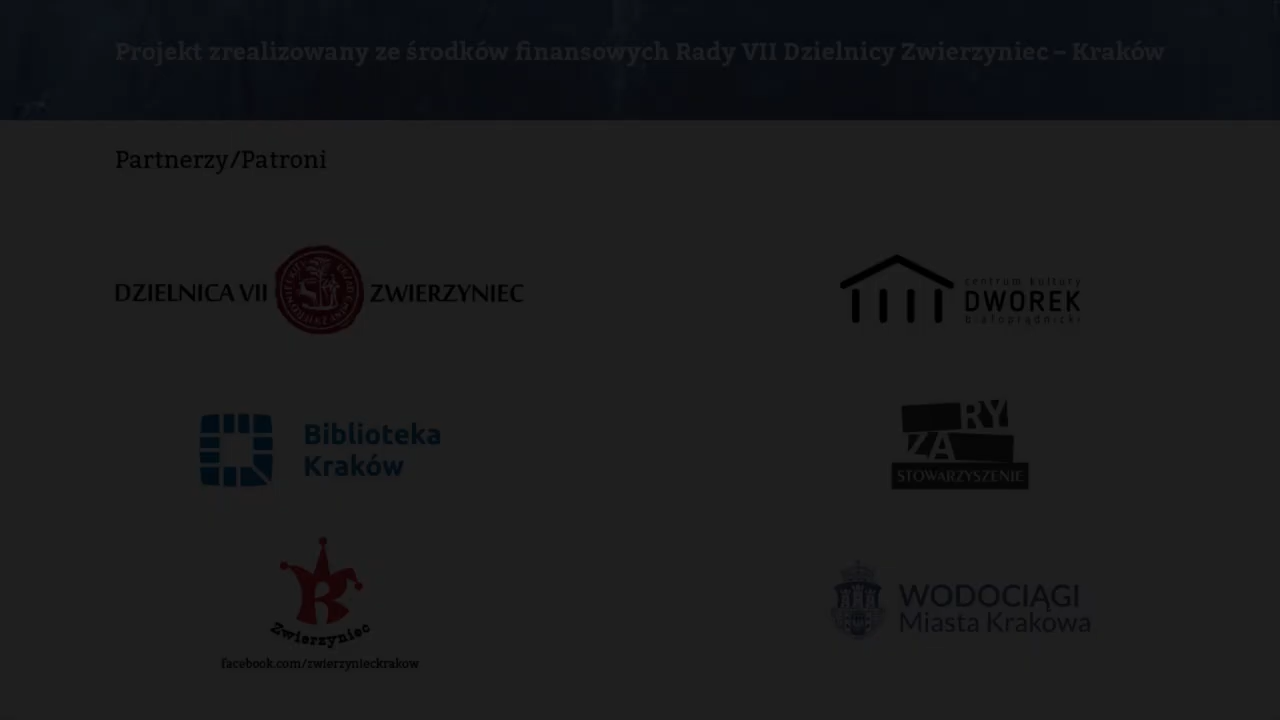 Projekt zrealizowany ze środków finansowych Rady VII Dzielnicy Zwierzyniec – Kraków
Partnerzy/Patroni
DZIELNICA VII ZWIERZYNIEC
centrum kultury
DWOREK
białoprądnicki
Biblioteka
Kraków
RY
ZA
STOWARZYSZENIE
Zwierzyniec
facebook.com/zwierzynieckrakow
WODOCIĄGI
Miasta Krakowa